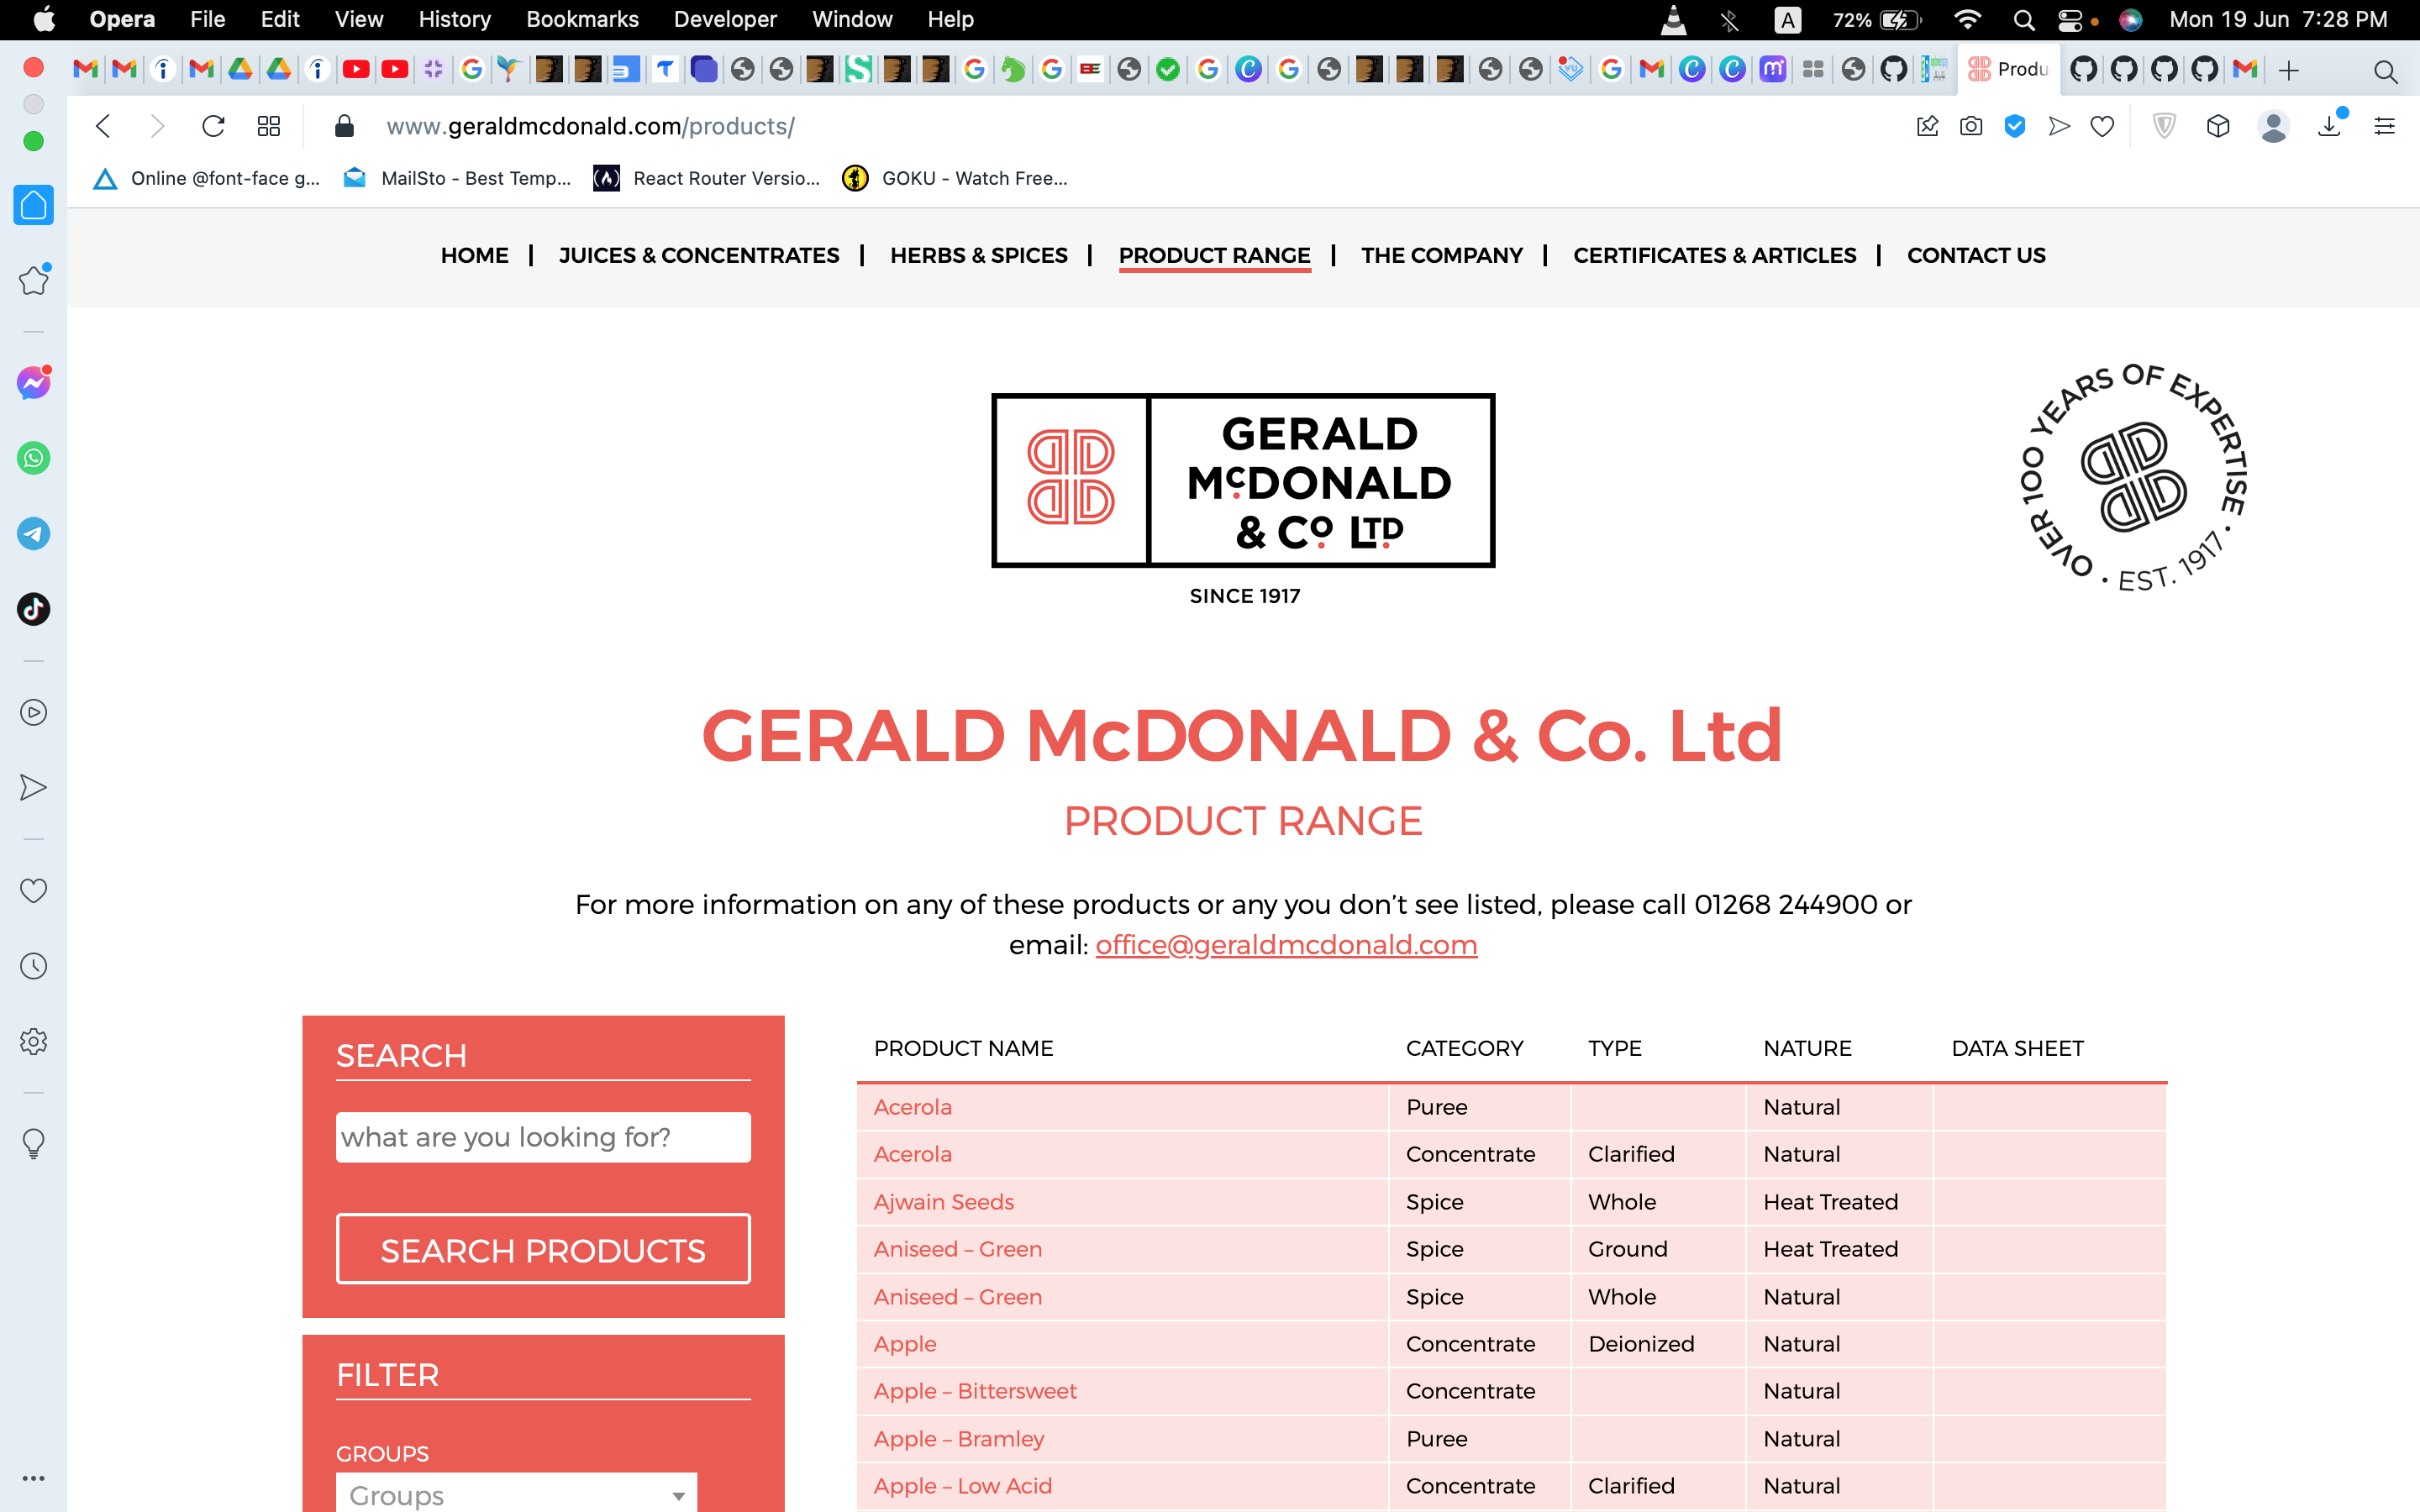 Opera File Edit View History Bookmarks Developer Window Help A 72% Mon 19 Jun 7:28 PM
Produ
www.geraldmcdonald.com/products/
Online @font-face g... MailSto - Best Temp... React Router Versio... GOKU - Watch Free...
HOME | JUICES & CONCENTRATES | HERBS & SPICES | PRODUCT RANGE | THE COMPANY | CERTIFICATES & ARTICLES | CONTACT US
GERALD
McDONALD
& Co LTD
SINCE 1917
OVER 100 YEARS OF EXPERTISE • EST. 1917 •
GERALD McDONALD & Co. Ltd
PRODUCT RANGE
For more information on any of these products or any you don’t see listed, please call 01268 244900 or
email: office@geraldmcdonald.com
SEARCH
what are you looking for?
SEARCH PRODUCTS
FILTER
GROUPS
Groups
PRODUCT NAME CATEGORY TYPE NATURE DATA SHEET
Acerola Puree Natural
Acerola Concentrate Clarified Natural
Ajwain Seeds Spice Whole Heat Treated
Aniseed – Green Spice Ground Heat Treated
Aniseed – Green Spice Whole Natural
Apple Concentrate Deionized Natural
Apple – Bittersweet Concentrate Natural
Apple – Bramley Puree Natural
Apple – Low Acid Concentrate Clarified Natural